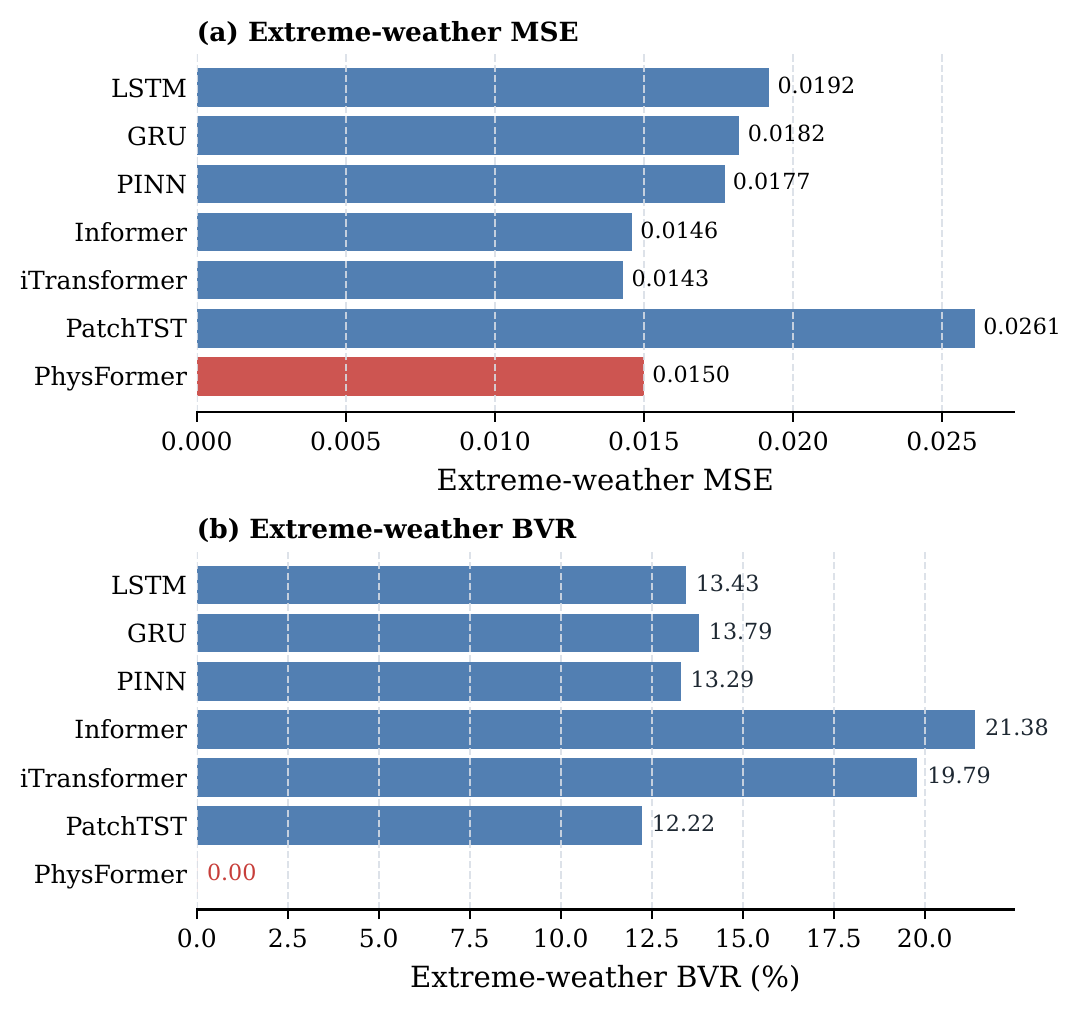 (a) Extreme-weather MSE
LSTM 0.0192
GRU 0.0182
PINN 0.0177
Informer 0.0146
iTransformer 0.0143
PatchTST 0.0261
PhysFormer 0.0150
0.000 0.005 0.010 0.015 0.020 0.025
Extreme-weather MSE
(b) Extreme-weather BVR
LSTM 13.43
GRU 13.79
PINN 13.29
Informer 21.38
iTransformer 19.79
PatchTST 12.22
PhysFormer 0.00
0.0 2.5 5.0 7.5 10.0 12.5 15.0 17.5 20.0
Extreme-weather BVR (%)